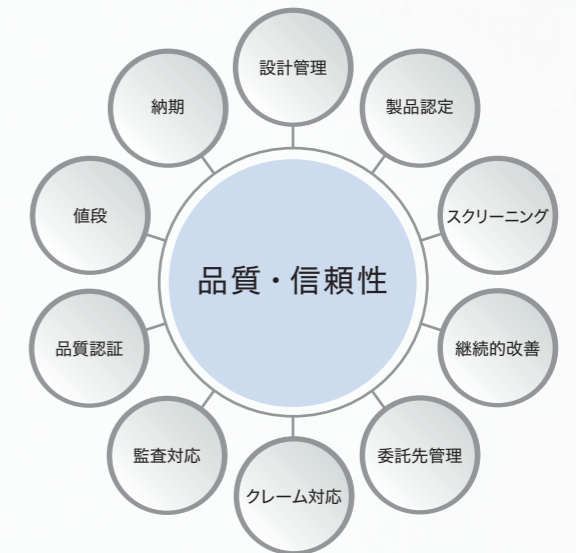 設計管理
納期
製品認定
値段
スクリーニング
品質・信頼性
品質認証
継続的改善
監査対応
委託先管理
クレーム対応